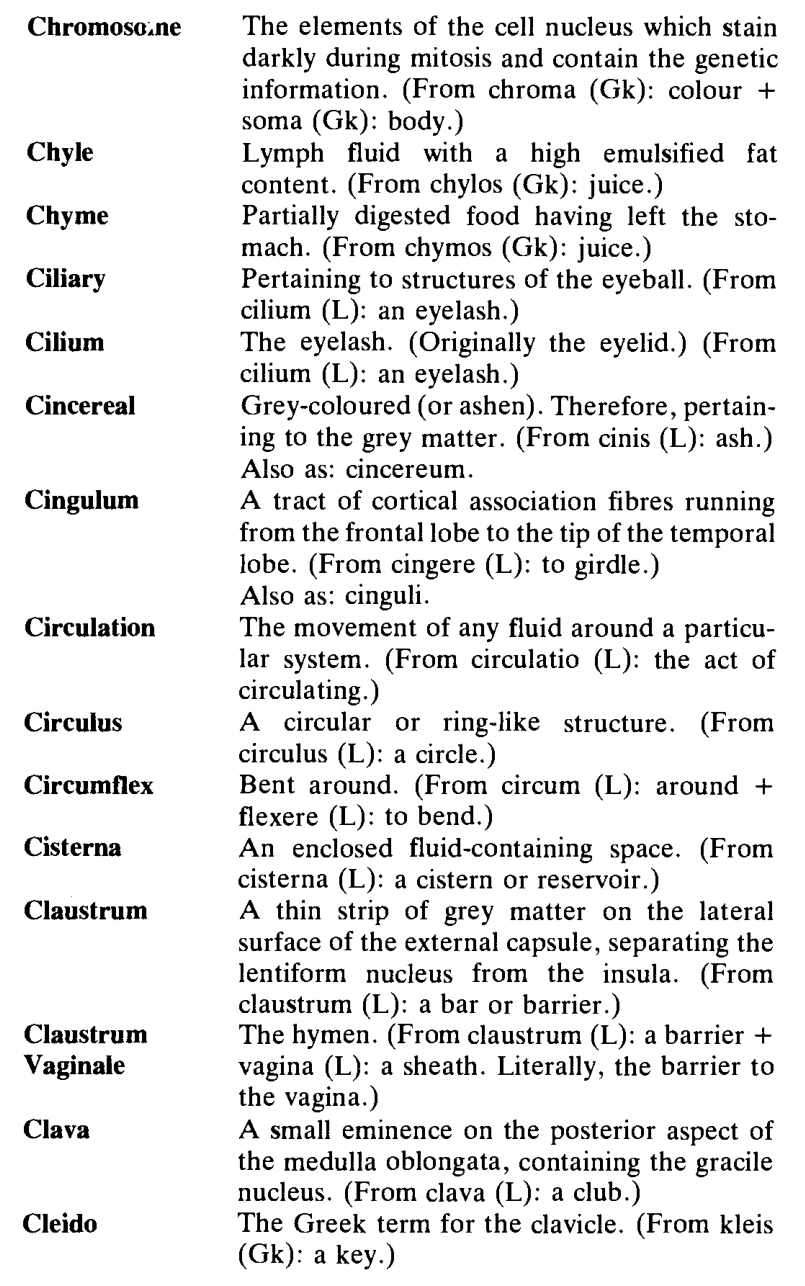 Chromosome The elements of the cell nucleus which stain
darkly during mitosis and contain the genetic
information. (From chroma (Gk): colour +
soma (Gk): body.)
Chyle Lymph fluid with a high emulsified fat
content. (From chylos (Gk): juice.)
Chyme Partially digested food having left the sto-
mach. (From chymos (Gk): juice.)
Ciliary Pertaining to structures of the eyeball. (From
cilium (L): an eyelash.)
Cilium The eyelash. (Originally the eyelid.) (From
cilium (L): an eyelash.)
Cincereal Grey-coloured (or ashen). Therefore, pertain-
ing to the grey matter. (From cinis (L): ash.)
Also as: cincereum.
Cingulum A tract of cortical association fibres running
from the frontal lobe to the tip of the temporal
lobe. (From cingere (L): to girdle.)
Also as: cinguli.
Circulation The movement of any fluid around a particu-
lar system. (From circulatio (L): the act of
circulating.)
Circulus A circular or ring-like structure. (From
circulus (L): a circle.)
Circumflex Bent around. (From circum (L): around +
flexere (L): to bend.)
Cisterna An enclosed fluid-containing space. (From
cisterna (L): a cistern or reservoir.)
Claustrum A thin strip of grey matter on the lateral
surface of the external capsule, separating the
lentiform nucleus from the insula. (From
claustrum (L): a bar or barrier.)
Claustrum The hymen. (From claustrum (L): a barrier +
Vaginale vagina (L): a sheath. Literally, the barrier to
the vagina.)
Clava A small eminence on the posterior aspect of
the medulla oblongata, containing the gracile
nucleus. (From clava (L): a club.)
Cleido The Greek term for the clavicle. (From kleis
(Gk): a key.)